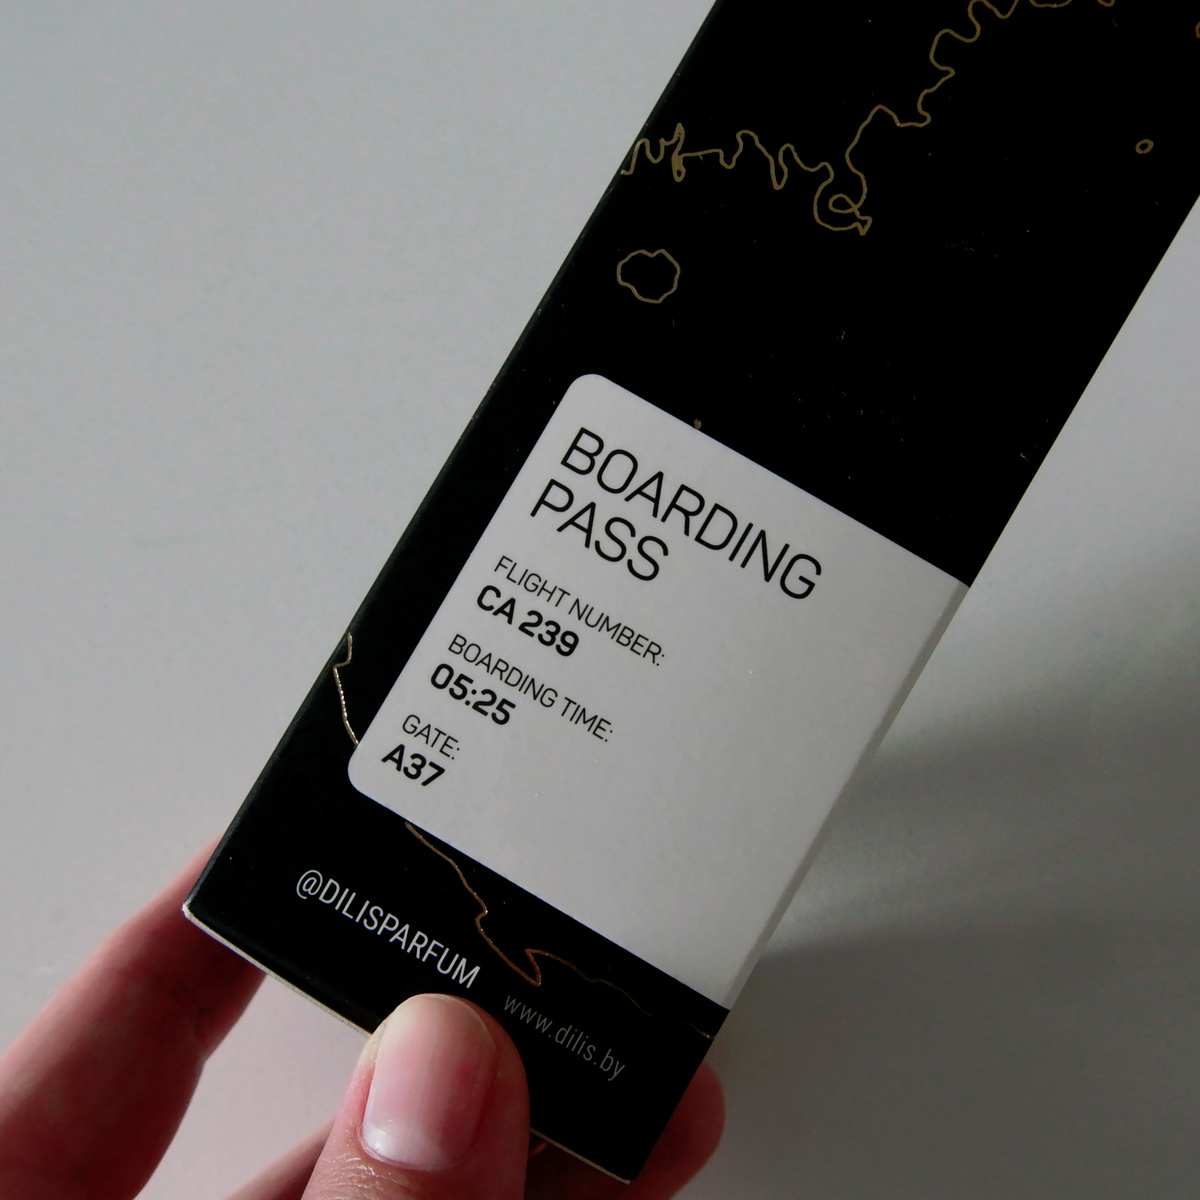 BOARDING
PASS
FLIGHT NUMBER:
CA 239
BOARDING TIME:
05:25
GATE:
A37
@DILISPARFUM
www.dilis.by